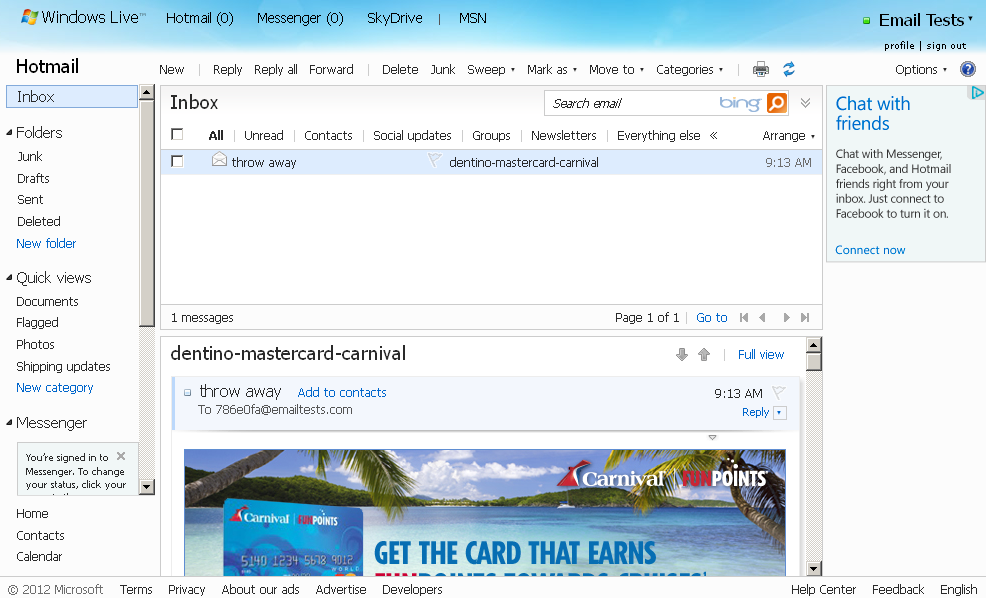 Windows Live™ Hotmail (0) Messenger (0) SkyDrive | MSN
Email Tests
profile | sign out
Hotmail
New | Reply Reply all Forward | Delete Junk Sweep Mark as Move to Categories | Options
Inbox
Folders
Junk
Drafts
Sent
Deleted
New folder
Quick views
Documents
Flagged
Photos
Shipping updates
New category
Messenger
You're signed in to
Messenger. To change
your status, click your
Home
Contacts
Calendar
Inbox
Search email bing
All | Unread | Contacts | Social updates | Groups | Newsletters | Everything else « Arrange
throw away dentino-mastercard-carnival 9:13 AM
1 messages Page 1 of 1 | Go to
dentino-mastercard-carnival | Full view
throw away Add to contacts 9:13 AM
To 786e0fa@emailtests.com Reply
Carnival | FUNPOINTS
Carnival | FUNPOINTS
5140 1234 5678 9012
GET THE CARD THAT EARNS
FUNPOINTS TOWARDS CRUISES
Chat with
friends
Chat with Messenger,
Facebook, and Hotmail
friends right from your
inbox. Just connect to
Facebook to turn it on.
Connect now
© 2012 Microsoft Terms Privacy About our ads Advertise Developers Help Center Feedback English